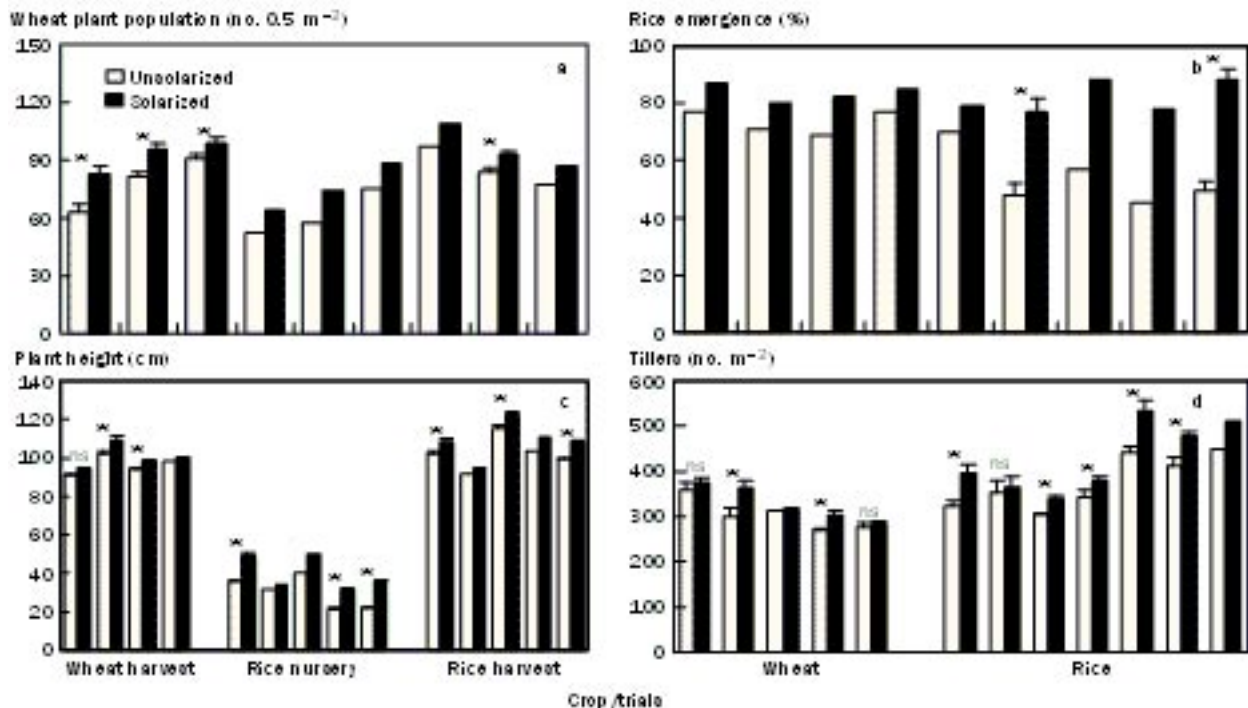 Wheat plant population (no. 0.5 m⁻²)
150
120
90
60
30
0
a
Unsolarized
Solarized
* * * *
Rice emergence (%)
100
80
60
40
20
0
b
* *
Plant height (cm)
140
120
100
80
60
40
20
0
c
ns * * * * * * * *
Wheat harvest Rice nursery Rice harvest
Tillers (no. m⁻²)
600
500
400
300
200
100
0
d
ns * * ns * ns * * * *
Wheat Rice
Crop/trials